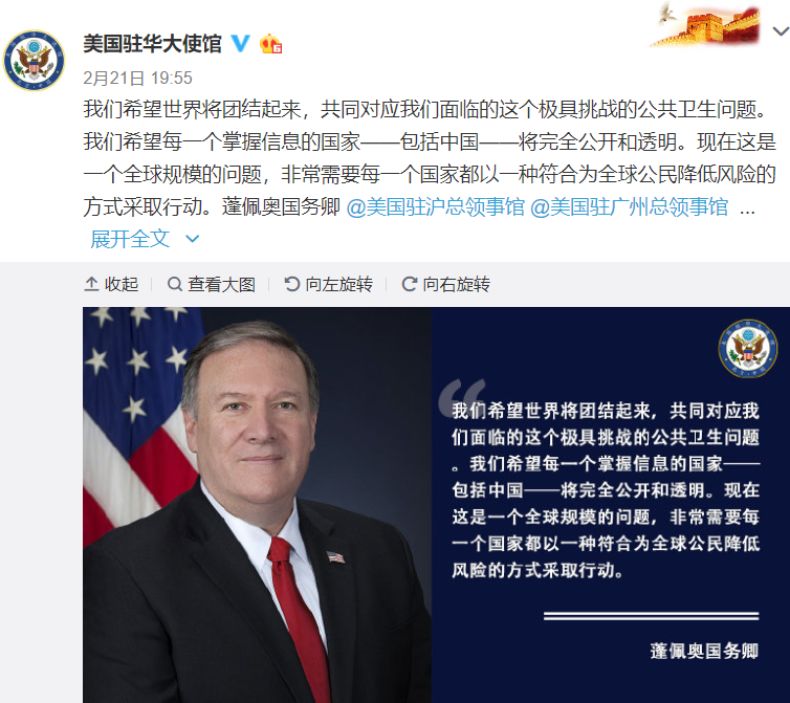 美国驻华大使馆
2月21日 19:55
我们希望世界将团结起来，共同对应我们面临的这个极具挑战的公共卫生问题。
我们希望每一个掌握信息的国家——包括中国——将完全公开和透明。现在这是
一个全球规模的问题，非常需要每一个国家都以一种符合为全球公民降低风险的
方式采取行动。蓬佩奥国务卿 @美国驻沪总领事馆 @美国驻广州总领事馆 ...
展开全文
收起 查看大图 向左旋转 向右旋转
我们希望世界将团结起来，共同对应我
们面临的这个极具挑战的公共卫生问题
。我们希望每一个掌握信息的国家——
包括中国——将完全公开和透明。现在
这是一个全球规模的问题，非常需要每
一个国家都以一种符合为全球公民降低
风险的方式采取行动。
蓬佩奥国务卿